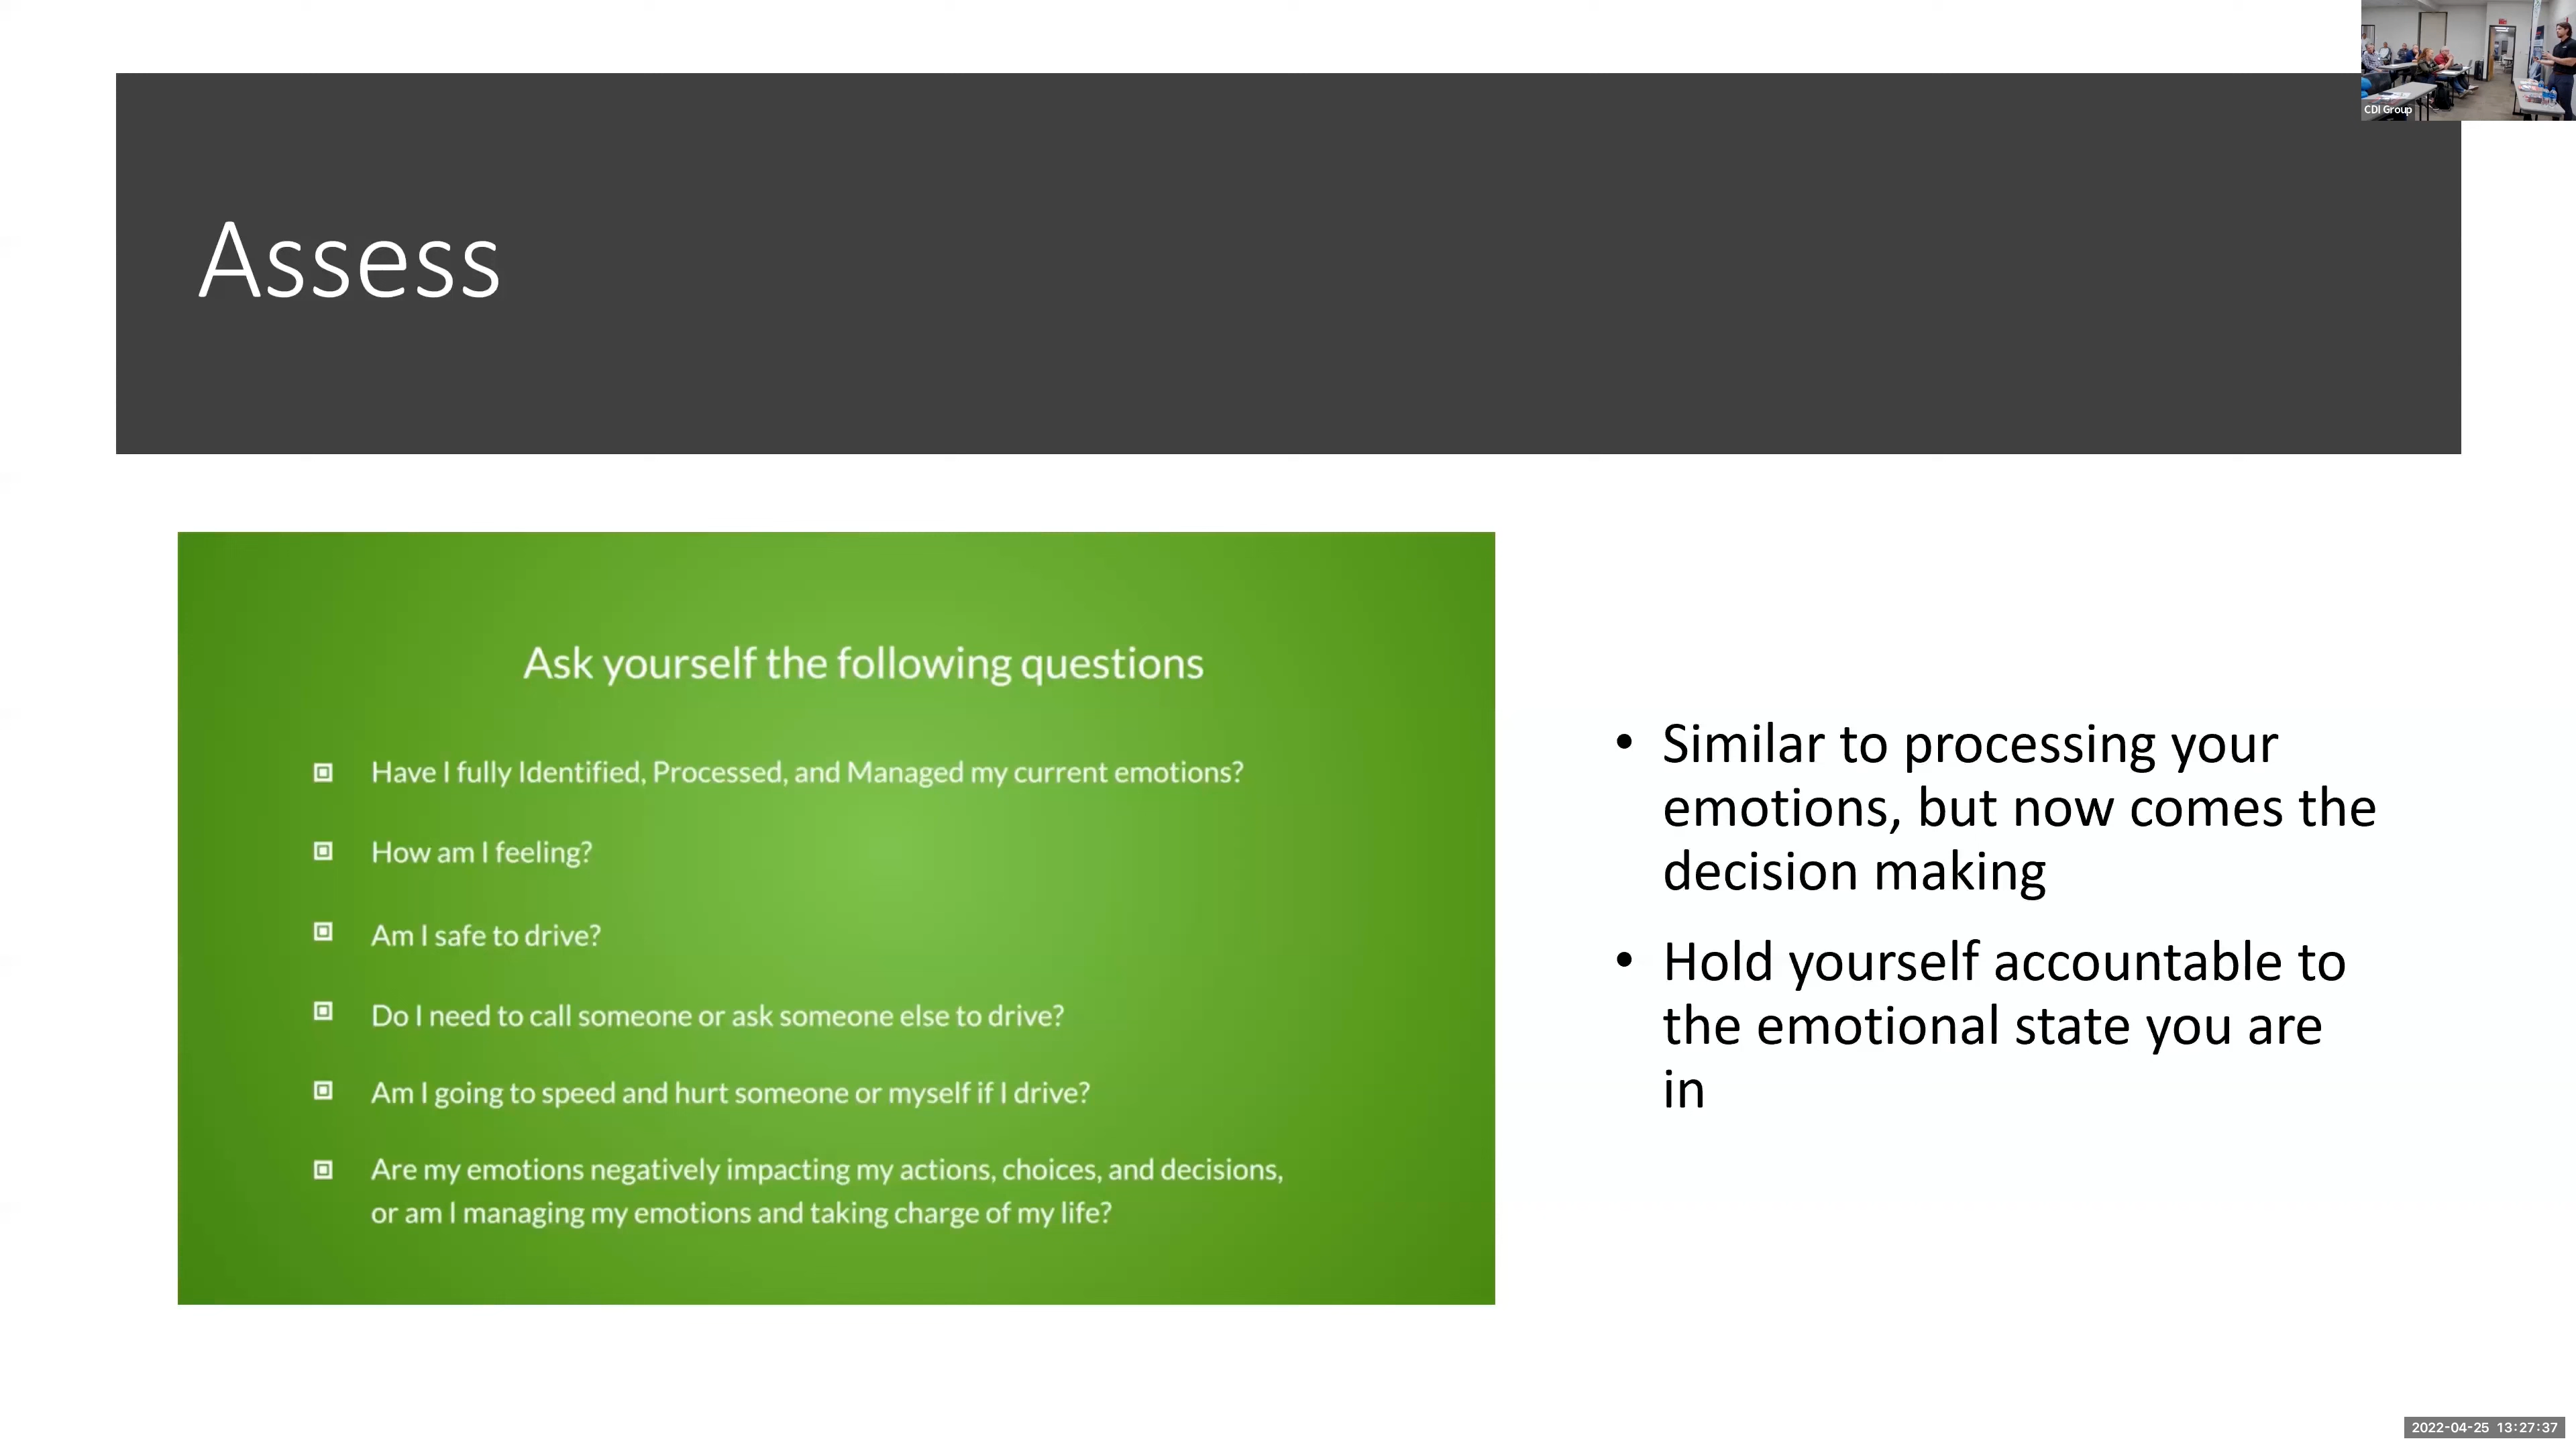 CDI Group
Assess
Ask yourself the following questions
Have I fully Identified, Processed, and Managed my current emotions?
How am I feeling?
Am I safe to drive?
Do I need to call someone or ask someone else to drive?
Am I going to speed and hurt someone or myself if I drive?
Are my emotions negatively impacting my actions, choices, and decisions,
or am I managing my emotions and taking charge of my life?
• Similar to processing your
emotions, but now comes the
decision making
• Hold yourself accountable to
the emotional state you are
in
2022-04-25 13:27:37